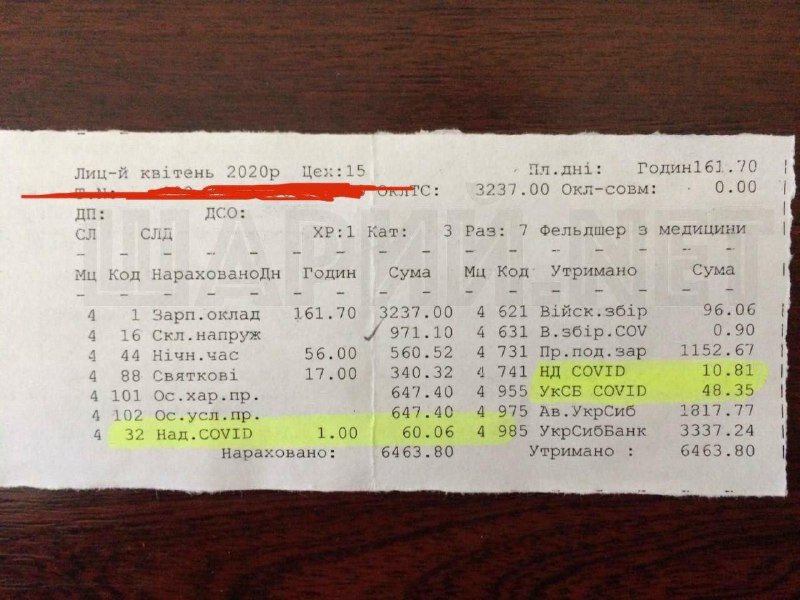 Лиц-й квітень 2020р Цех:15 Пл.дні: Годин161.70
Т.N: ОклТС: 3237.00 Окл-совм: 0.00
ДП: ДСО:
СЛ СЛД ХР:1 Кат: 3 Раз: 7 Фельдшер з медицини
Мц Код НарахованоДн Годин Сума Мц Код Утримано Сума
4 1 Зарп.оклад 161.70 3237.00 4 621 Військ.збір 96.06
4 16 Скл.напруж 971.10 4 631 В.збір.COV 0.90
4 44 Нічн.час 56.00 560.52 4 731 Пр.под.зар 1152.67
4 88 Святкові 17.00 340.32 4 741 НД COVID 10.81
4 101 Ос.хар.пр. 647.40 4 955 УкСБ COVID 48.35
4 102 Ос.усл.пр. 647.40 4 975 Ав.УкрСиб 1817.77
4 32 Над.COVID 1.00 60.06 4 985 УкрСибБанк 3337.24
Нараховано: 6463.80 Утримано : 6463.80
ШАРИЙ.NET